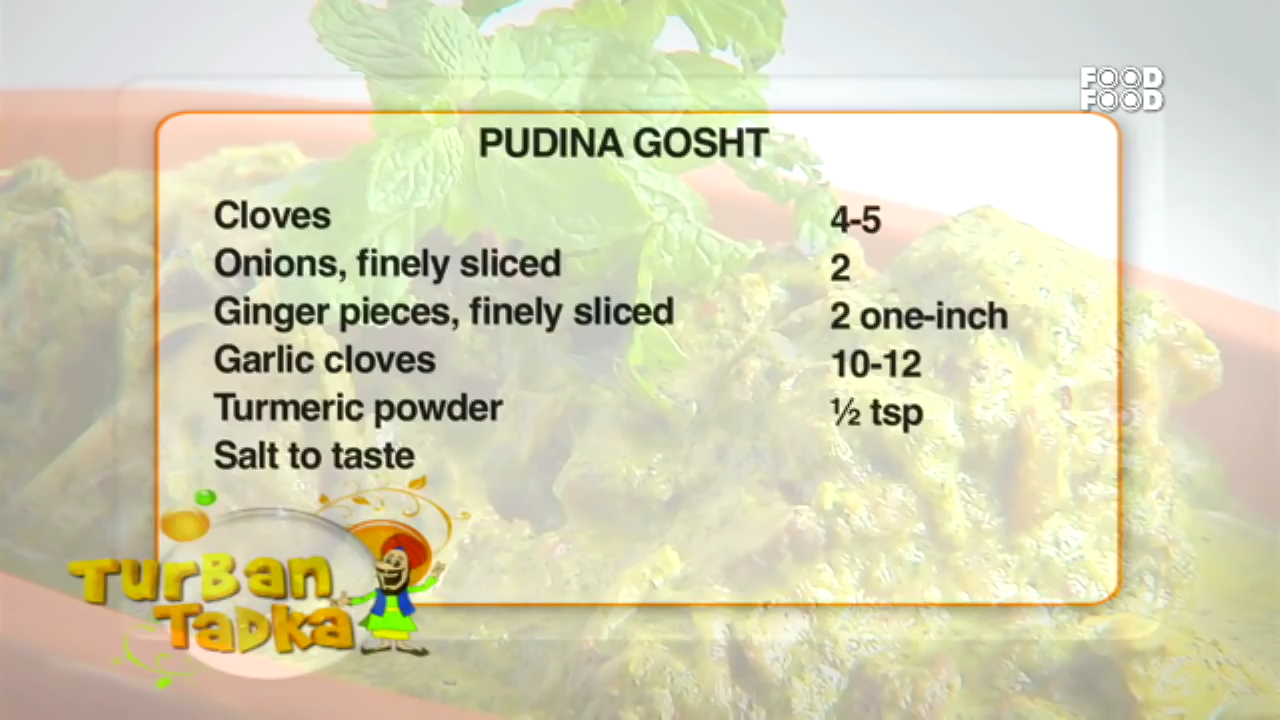 FOOD
FOOD
PUDINA GOSHT
Cloves 4-5
Onions, finely sliced 2
Ginger pieces, finely sliced 2 one-inch
Garlic cloves 10-12
Turmeric powder ½ tsp
Salt to taste
TURBAN
TADKA